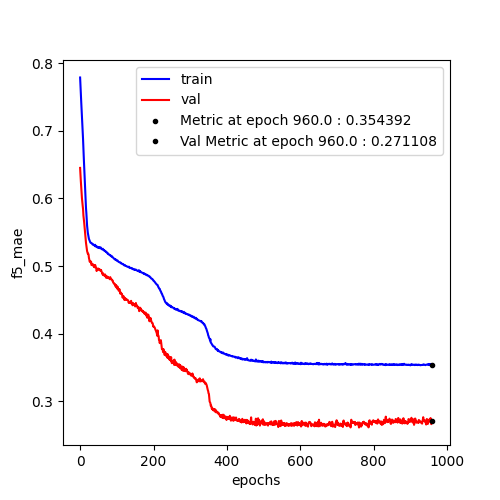 0.8
0.7
0.6
0.5
0.4
0.3
f5_mae
train
val
Metric at epoch 960.0 : 0.354392
Val Metric at epoch 960.0 : 0.271108
0 200 400 600 800 1000
epochs